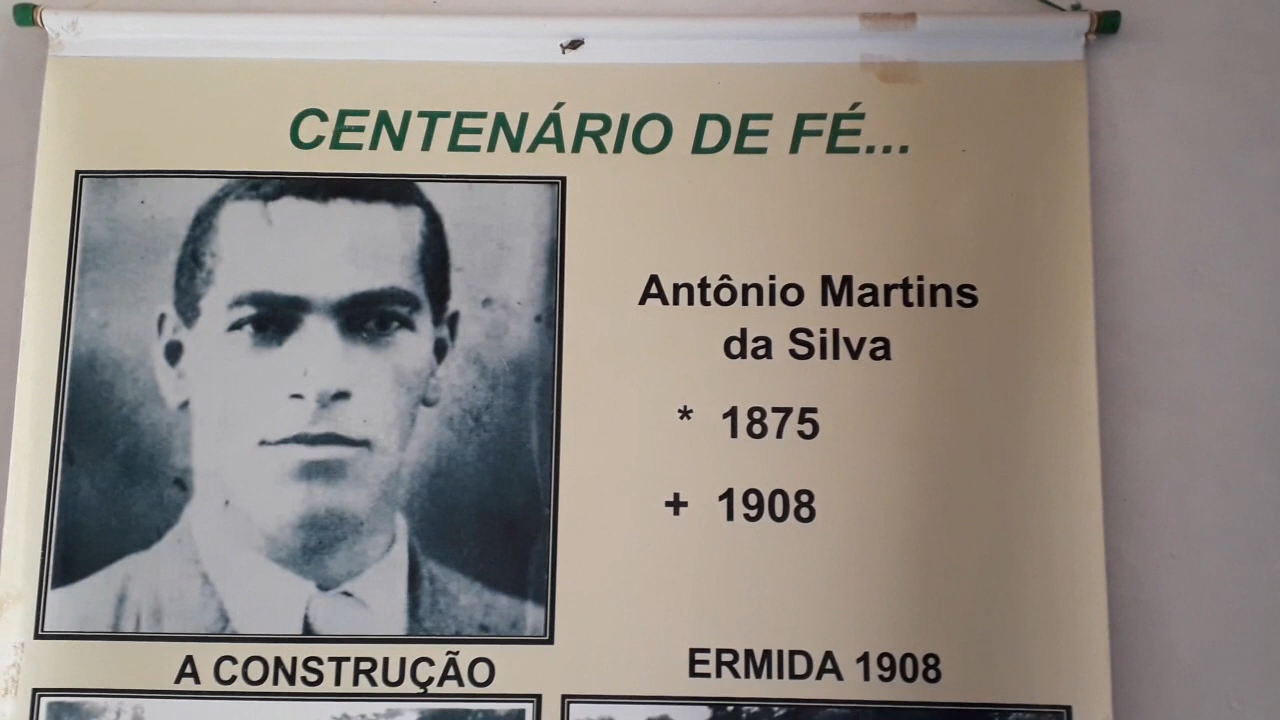 CENTENÁRIO DE FÉ...
Antônio Martins
da Silva
* 1875
+ 1908
A CONSTRUÇÃO
ERMIDA 1908